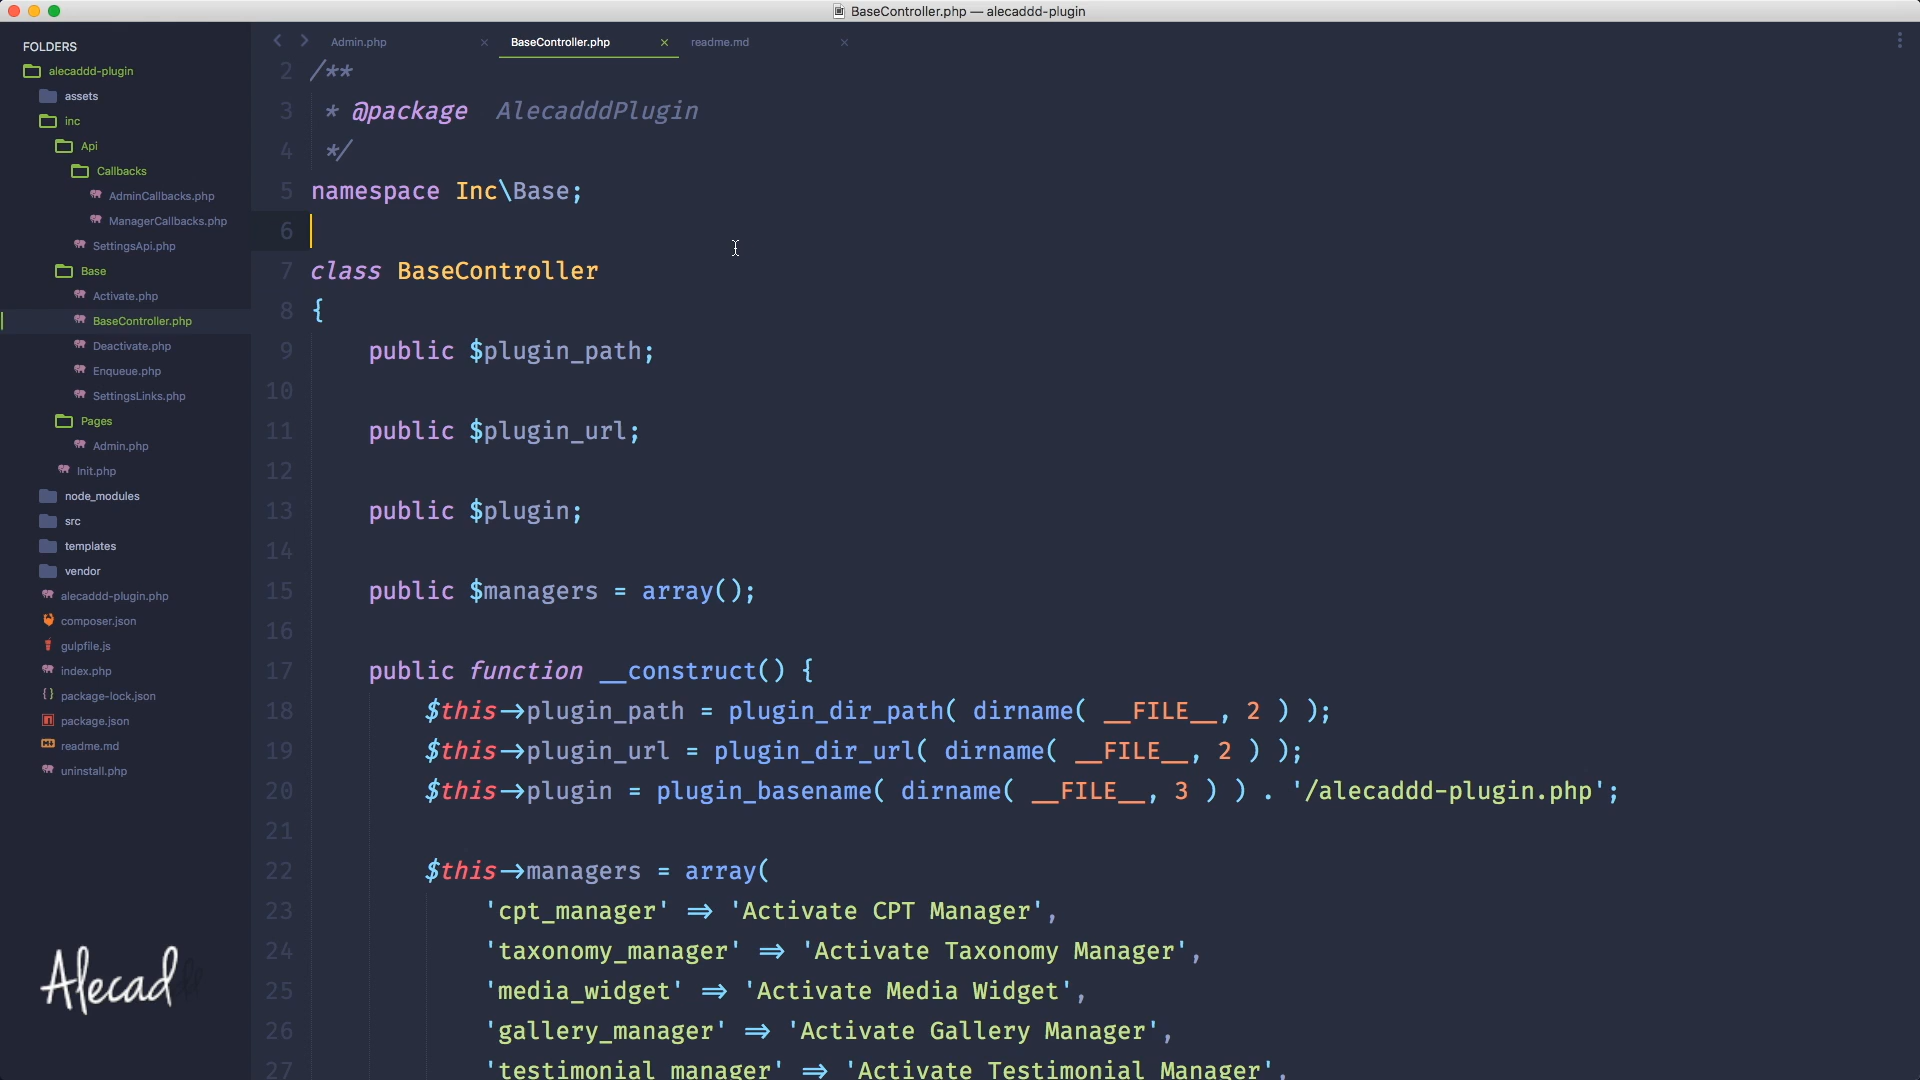 BaseController.php — alecaddd-plugin
FOLDERS
alecaddd-plugin
assets
inc
Api
Callbacks
AdminCallbacks.php
ManagerCallbacks.php
SettingsApi.php
Base
Activate.php
BaseController.php
Deactivate.php
Enqueue.php
SettingsLinks.php
Pages
Admin.php
Init.php
node_modules
src
templates
vendor
alecaddd-plugin.php
composer.json
gulpfile.js
index.php
package-lock.json
package.json
readme.md
uninstall.php
Alecad
Admin.php BaseController.php readme.md
2 /**
3 * @package AlecadddPlugin
4 */
5 namespace Inc\Base;
6
7 class BaseController
8 {
9 public $plugin_path;
10
11 public $plugin_url;
12
13 public $plugin;
14
15 public $managers = array();
16
17 public function __construct() {
18 $this->plugin_path = plugin_dir_path( dirname( __FILE__, 2 ) );
19 $this->plugin_url = plugin_dir_url( dirname( __FILE__, 2 ) );
20 $this->plugin = plugin_basename( dirname( __FILE__, 3 ) ) . '/alecaddd-plugin.php';
21
22 $this->managers = array(
23 'cpt_manager' => 'Activate CPT Manager',
24 'taxonomy_manager' => 'Activate Taxonomy Manager',
25 'media_widget' => 'Activate Media Widget',
26 'gallery_manager' => 'Activate Gallery Manager',
27 'testimonial_manager' => 'Activate Testimonial Manager',